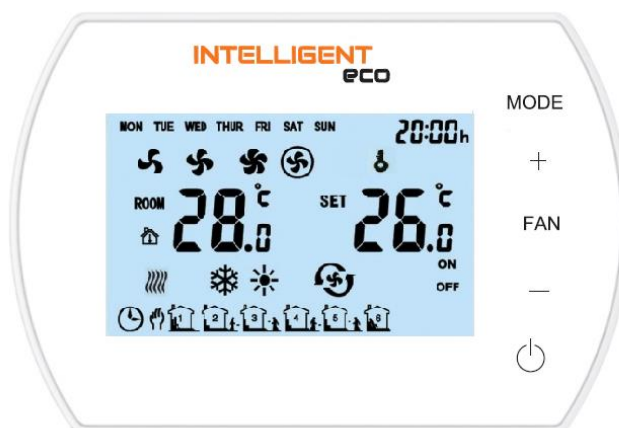 INTELLIGENT
eco
MODE
MON TUE WED THUR FRI SAT SUN 20:00h
+
ROOM 28.0 °C SET 26.0 °C
FAN
ON
OFF
—
1 2 3 4 5 6